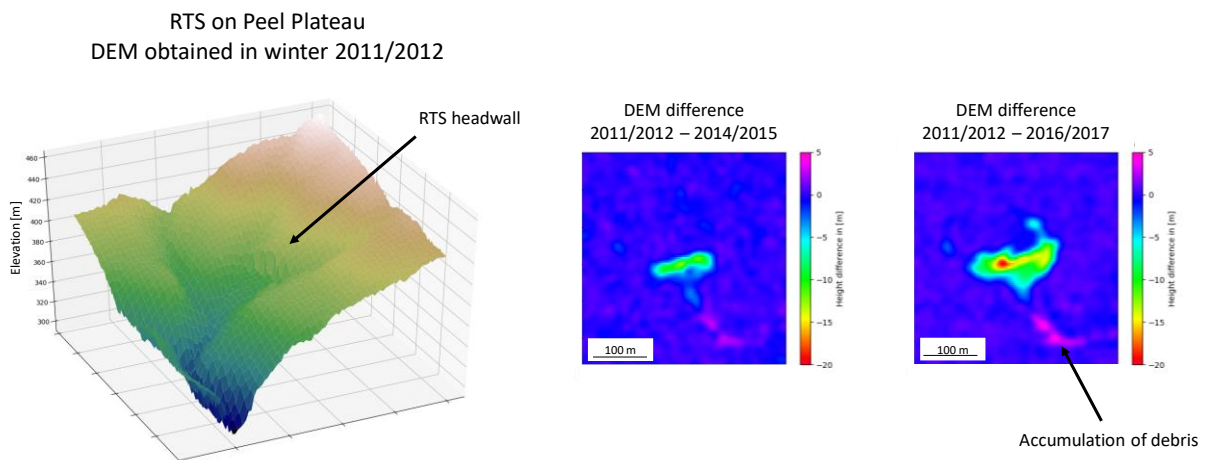 RTS on Peel Plateau
DEM obtained in winter 2011/2012
RTS headwall
460
440
420
400
380
360
340
320
300
Elevation [m]
DEM difference
2011/2012 – 2014/2015
5
0
−5
−10
−15
−20
Height difference in [m]
100 m
DEM difference
2011/2012 – 2016/2017
5
0
−5
−10
−15
−20
Height difference in [m]
100 m
Accumulation of debris